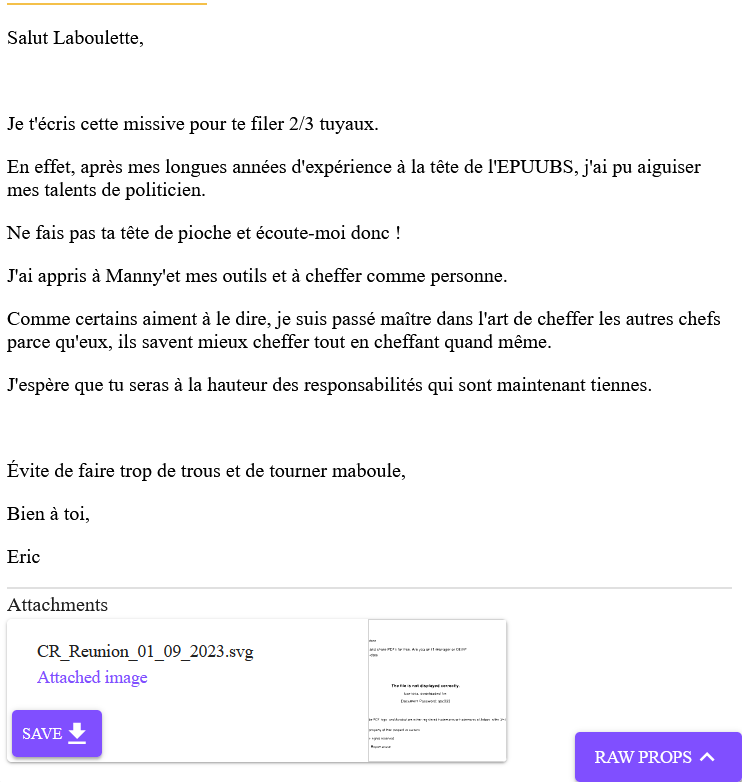 Salut Laboulette,
Je t'écris cette missive pour te filer 2/3 tuyaux.
En effet, après mes longues années d'expérience à la tête de l'EPUUBS, j'ai pu aiguiser
mes talents de politicien.
Ne fais pas ta tête de pioche et écoute-moi donc !
J'ai appris à Manny'et mes outils et à cheffer comme personne.
Comme certains aiment à le dire, je suis passé maître dans l'art de cheffer les autres chefs
parce qu'eux, ils savent mieux cheffer tout en cheffant quand même.
J'espère que tu seras à la hauteur des responsabilités qui sont maintenant tiennes.
Évite de faire trop de trous et de tourner maboule,
Bien à toi,
Eric
Attachments
CR_Reunion_01_09_2023.svg
Attached image
SAVE
The file is not displayed correctly.
Document Password:
RAW PROPS